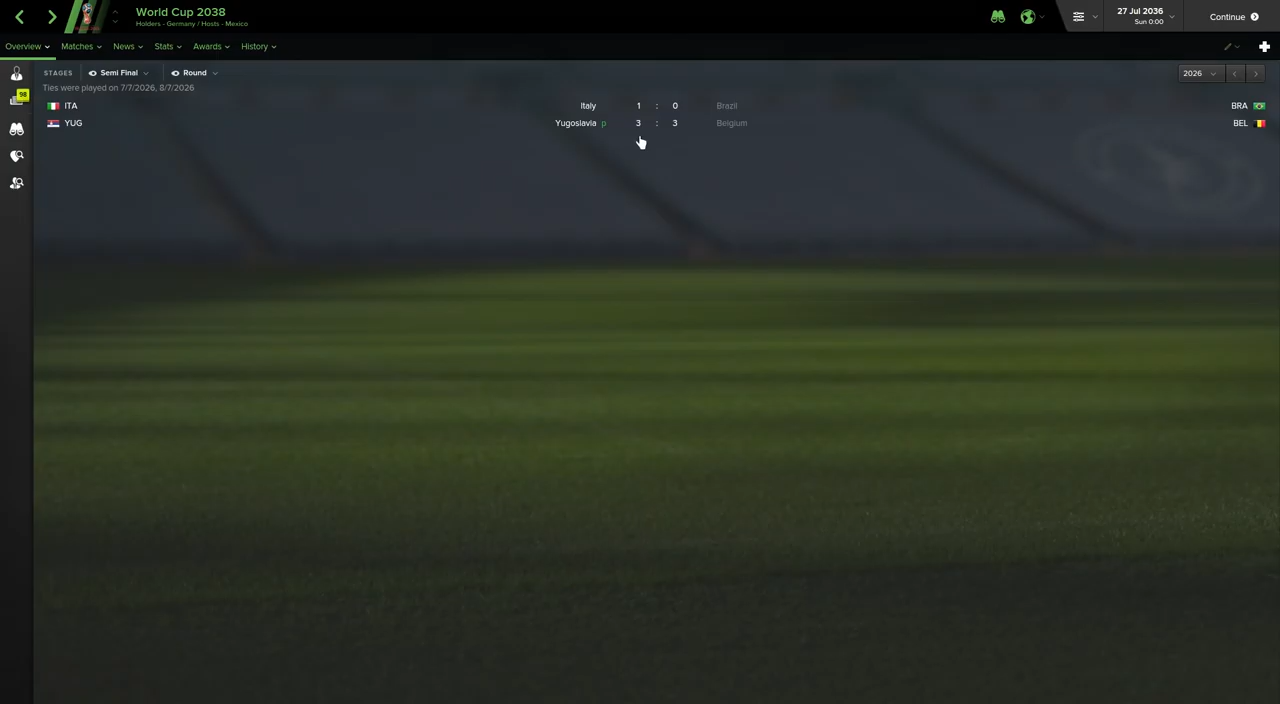 World Cup 2038
Holders - Germany / Hosts - Mexico
27 Jul 2036
Sun 0:00
Continue
Overview Matches News Stats Awards History
STAGES Semi Final Round 2026
Ties were played on 7/7/2026, 8/7/2026
98
ITA Italy 1 : 0 Brazil BRA
YUG Yugoslavia p 3 : 3 Belgium BEL